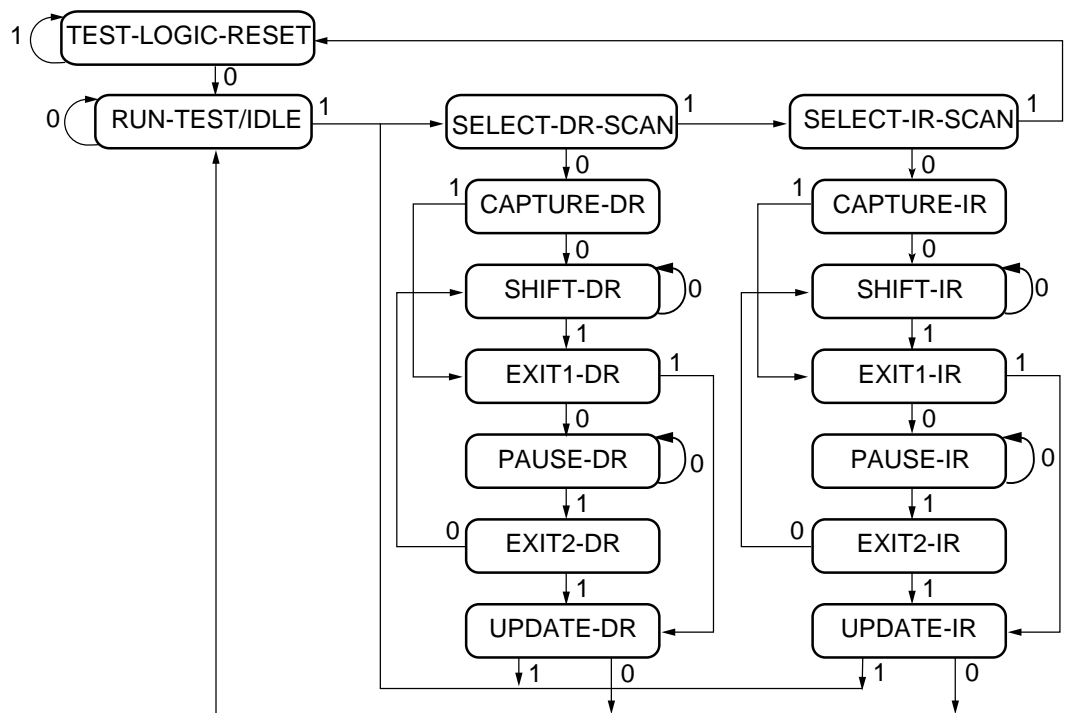 1 TEST-LOGIC-RESET
0
0 RUN-TEST/IDLE 1 SELECT-DR-SCAN 1 SELECT-IR-SCAN 1
0 0
1 CAPTURE-DR 1 CAPTURE-IR
0 0
SHIFT-DR 0 SHIFT-IR 0
1 1
EXIT1-DR 1 EXIT1-IR 1
0 0
PAUSE-DR 0 PAUSE-IR 0
1 1
0 EXIT2-DR 0 EXIT2-IR
1 1
UPDATE-DR UPDATE-IR
1 0 1 0